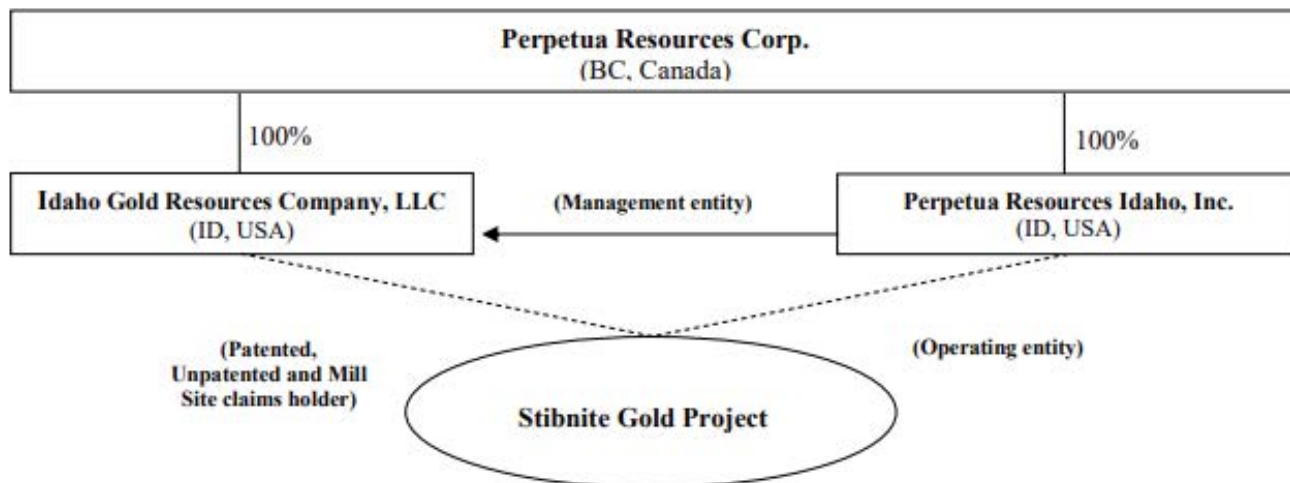 Perpetua Resources Corp.
(BC, Canada)
100%
100%
Idaho Gold Resources Company, LLC
(ID, USA)
(Management entity)
Perpetua Resources Idaho, Inc.
(ID, USA)
(Patented,
Unpatented and Mill
Site claims holder)
(Operating entity)
Stibnite Gold Project